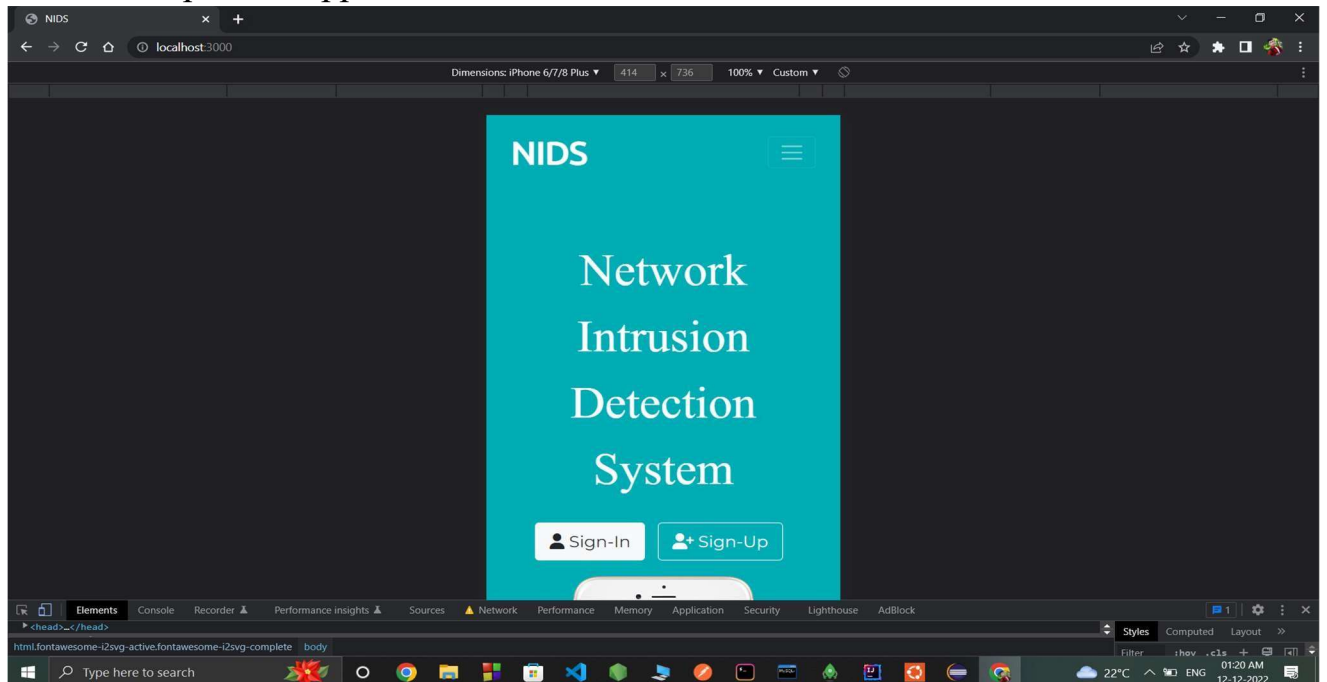 NIDS
localhost:3000
Dimensions: iPhone 6/7/8 Plus ▼ 414 x 736 100% ▼ Custom ▼
NIDS
Network
Intrusion
Detection
System
Sign-In Sign-Up
Elements Console Recorder Performance insights Sources Network Performance Memory Application Security Lighthouse AdBlock 1
<head>…</head> Styles Computed Layout »
html.fontawesome-i2svg-active.fontawesome-i2svg-complete body Filter :hov .cls +
Type here to search 22°C ENG 01:20 AM
12-12-2022